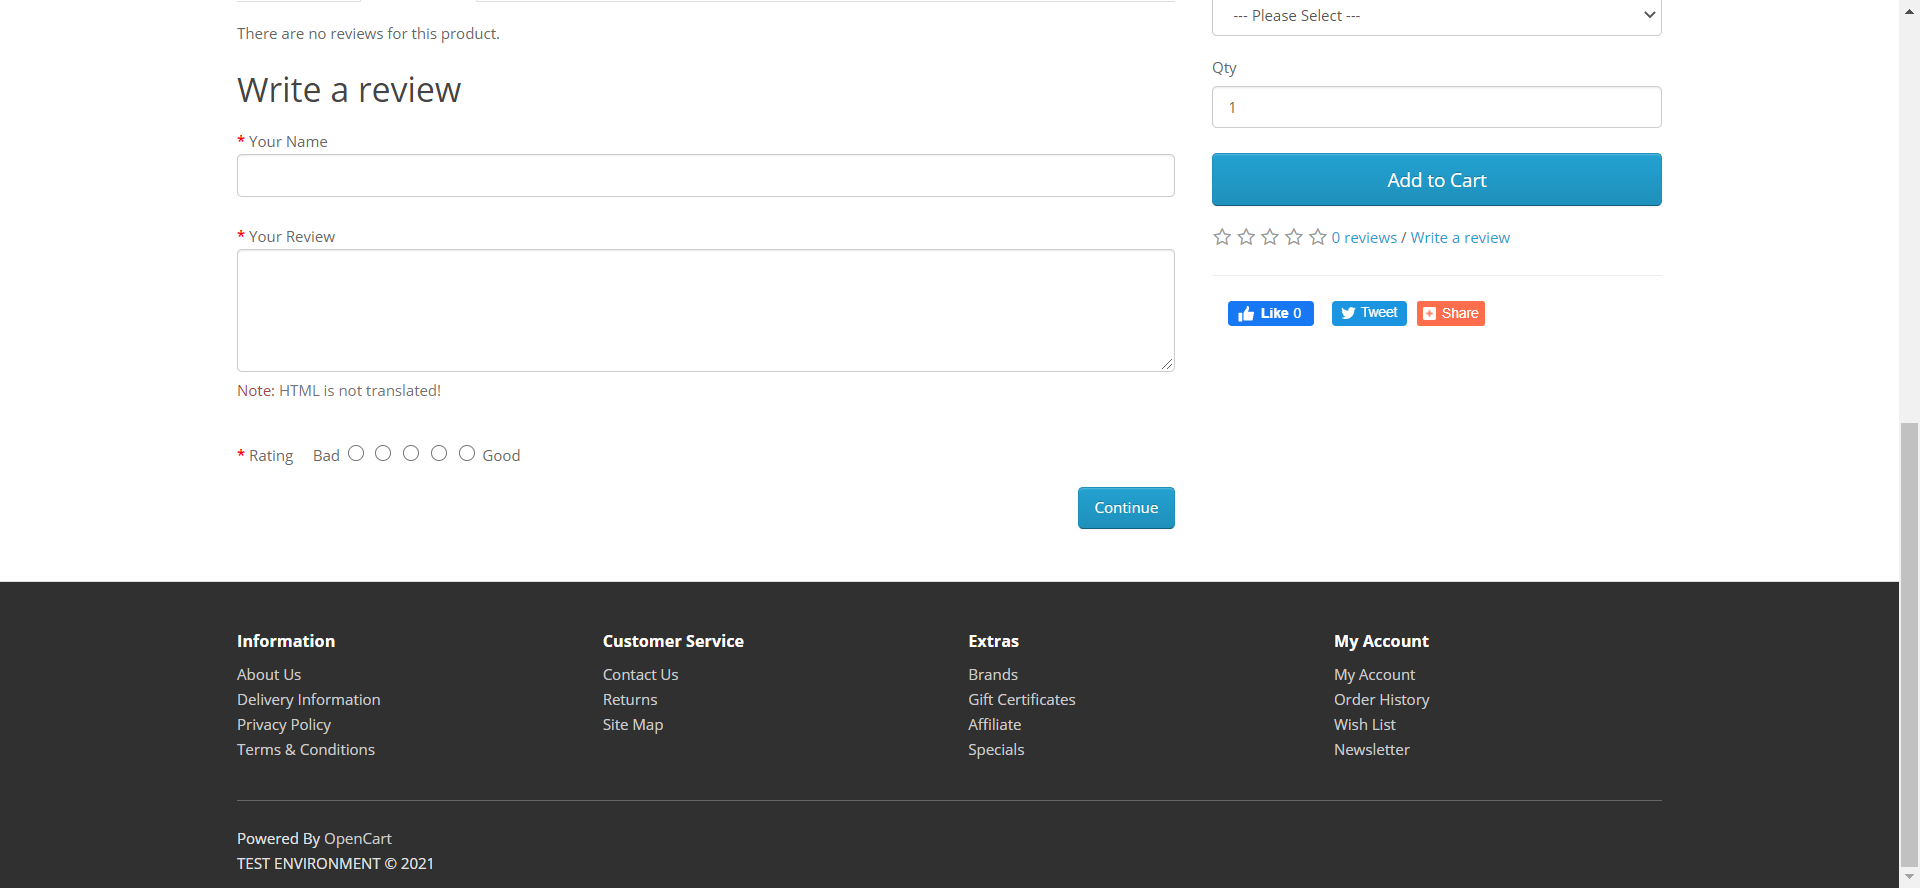 There are no reviews for this product.
Write a review
* Your Name
* Your Review
Note: HTML is not translated!
* Rating Bad Good
Continue
--- Please Select ---
Qty
1
Add to Cart
0 reviews / Write a review
Like 0 Tweet Share
Information
About Us
Delivery Information
Privacy Policy
Terms & Conditions
Customer Service
Contact Us
Returns
Site Map
Extras
Brands
Gift Certificates
Affiliate
Specials
My Account
My Account
Order History
Wish List
Newsletter
Powered By OpenCart
TEST ENVIRONMENT © 2021